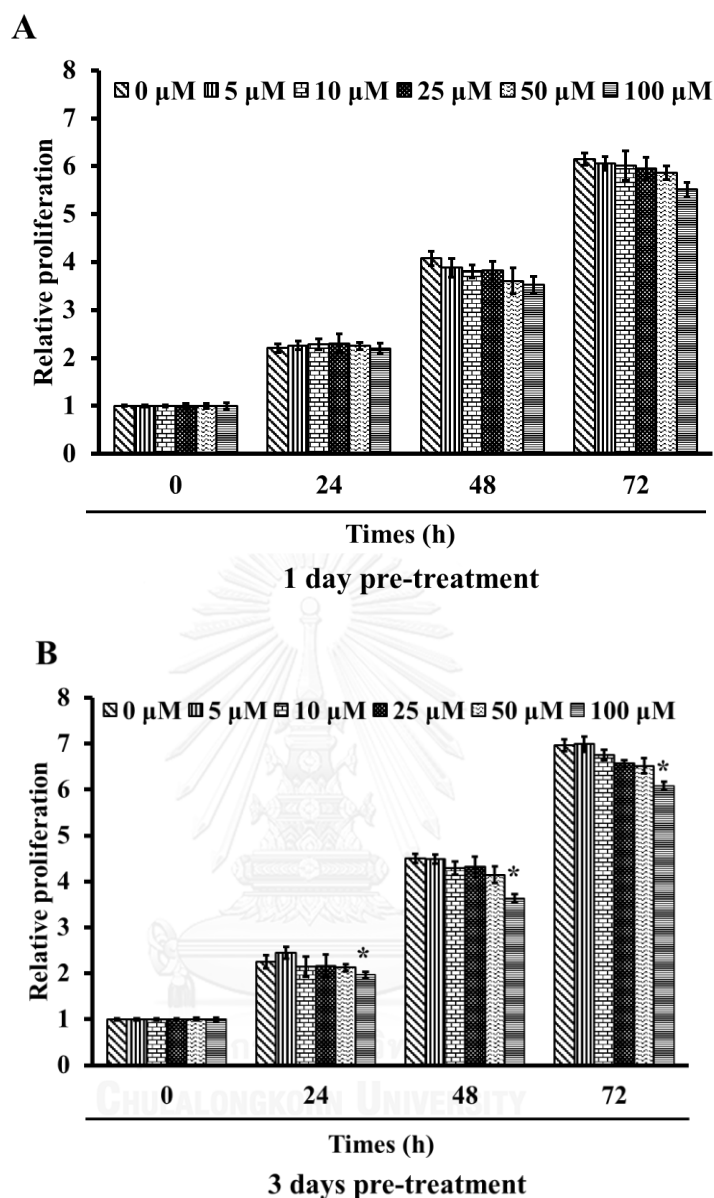 A
8
7
6
5
4
3
2
1
0
Relative proliferation
0 µM 5 µM 10 µM 25 µM 50 µM 100 µM
0 24 48 72
Times (h)
1 day pre-treatment
B
8
7
6
5
4
3
2
1
0
Relative proliferation
0 µM 5 µM 10 µM 25 µM 50 µM 100 µM
* * *
0 24 48 72
CHULALONGKORN UNIVERSITY
Times (h)
3 days pre-treatment